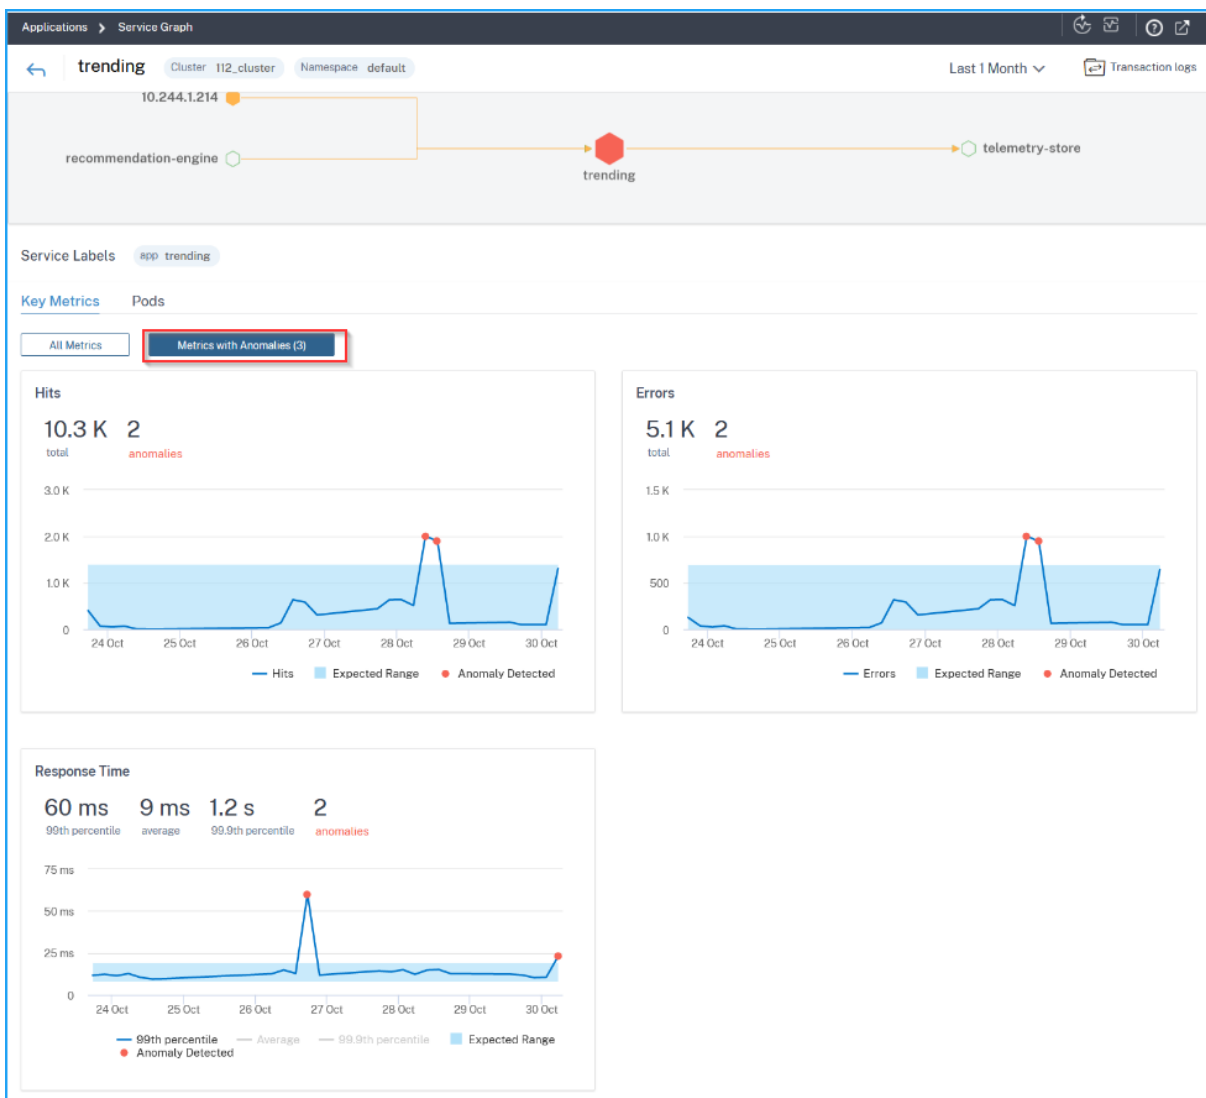 Applications > Service Graph
trending Cluster 112_cluster Namespace default Last 1 Month Transaction logs
10.244.1.214
recommendation-engine
trending
telemetry-store
Service Labels app trending
Key Metrics Pods
All Metrics Metrics with Anomalies (3)
Hits
10.3 K 2
total anomalies
3.0 K
2.0 K
1.0 K
0
24 Oct 25 Oct 26 Oct 27 Oct 28 Oct 29 Oct 30 Oct
Hits Expected Range Anomaly Detected
Errors
5.1 K 2
total anomalies
1.5 K
1.0 K
500
0
24 Oct 25 Oct 26 Oct 27 Oct 28 Oct 29 Oct 30 Oct
Errors Expected Range Anomaly Detected
Response Time
60 ms 9 ms 1.2 s 2
99th percentile average 99.9th percentile anomalies
75 ms
50 ms
25 ms
0
24 Oct 25 Oct 26 Oct 27 Oct 28 Oct 29 Oct 30 Oct
99th percentile Average 99.9th percentile Expected Range
Anomaly Detected